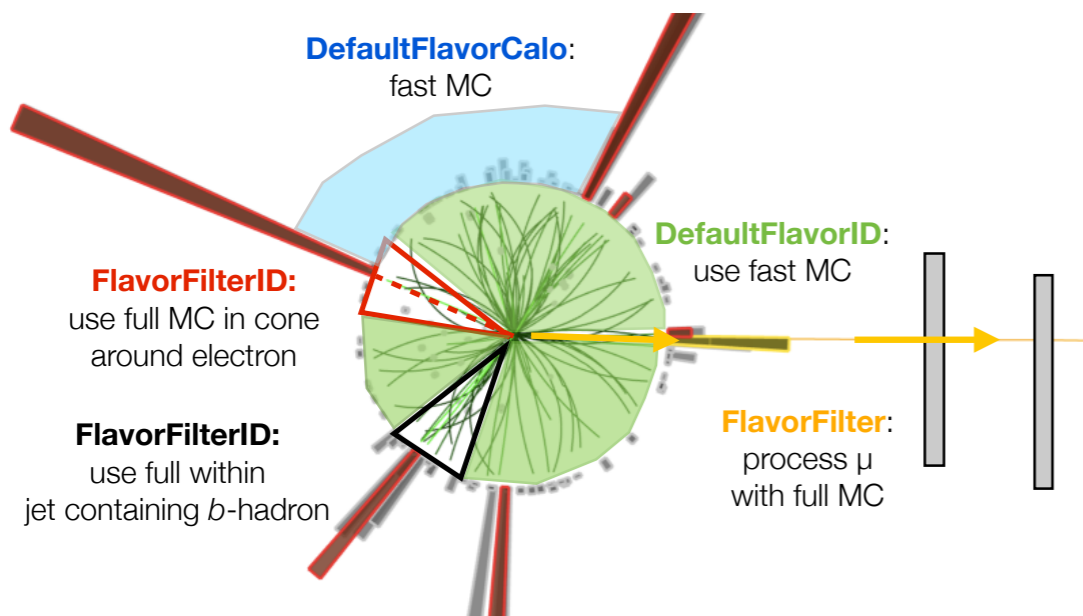 DefaultFlavorCalo:
fast MC
DefaultFlavorID:
use fast MC
FlavorFilterID:
use full MC in cone
around electron
FlavorFilterID:
use full within
jet containing b-hadron
FlavorFilter:
process μ
with full MC